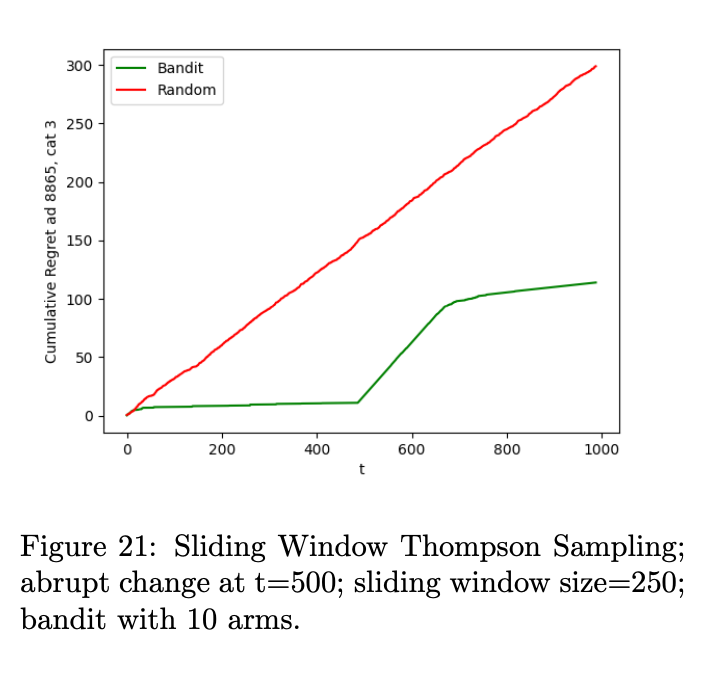 300
250
200
150
100
50
0
Cumulative Regret ad 8865, cat 3
Bandit
Random
0 200 400 600 800 1000
t
Figure 21: Sliding Window Thompson Sampling;
abrupt change at t=500; sliding window size=250;
bandit with 10 arms.